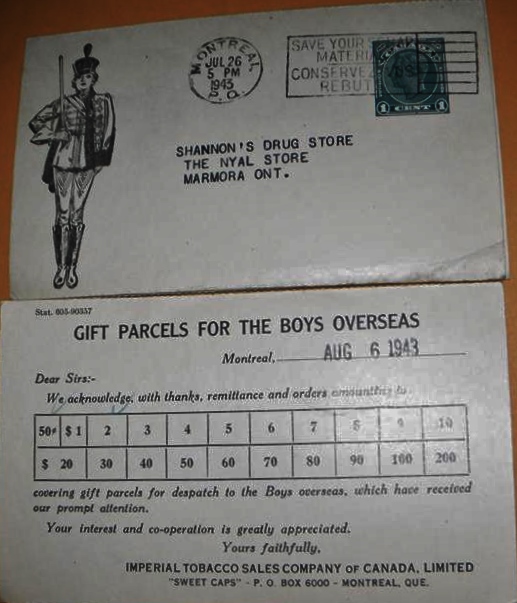 MONTREAL
JUL 26
5 PM
1943
P.Q.
SAVE YOUR SCRAP
MATERIAL
CONSERVEZ
REBUT
1 CENT 1
SHANNON'S DRUG STORE
THE NYAL STORE
MARMORA ONT.
Stat. 605-90357
GIFT PARCELS FOR THE BOYS OVERSEAS
Montreal, AUG 6 1943
Dear Sirs:-
We acknowledge, with thanks, remittance and orders amounting to
50¢ $1 2 3 4 5 6 7 8 9 10
$ 20 30 40 50 60 70 80 90 100 200
covering gift parcels for despatch to the Boys overseas, which have received
our prompt attention.
Your interest and co-operation is greatly appreciated.
Yours faithfully,
IMPERIAL TOBACCO SALES COMPANY OF CANADA, LIMITED
"SWEET CAPS" - P. O. BOX 6000 - MONTREAL, QUE.